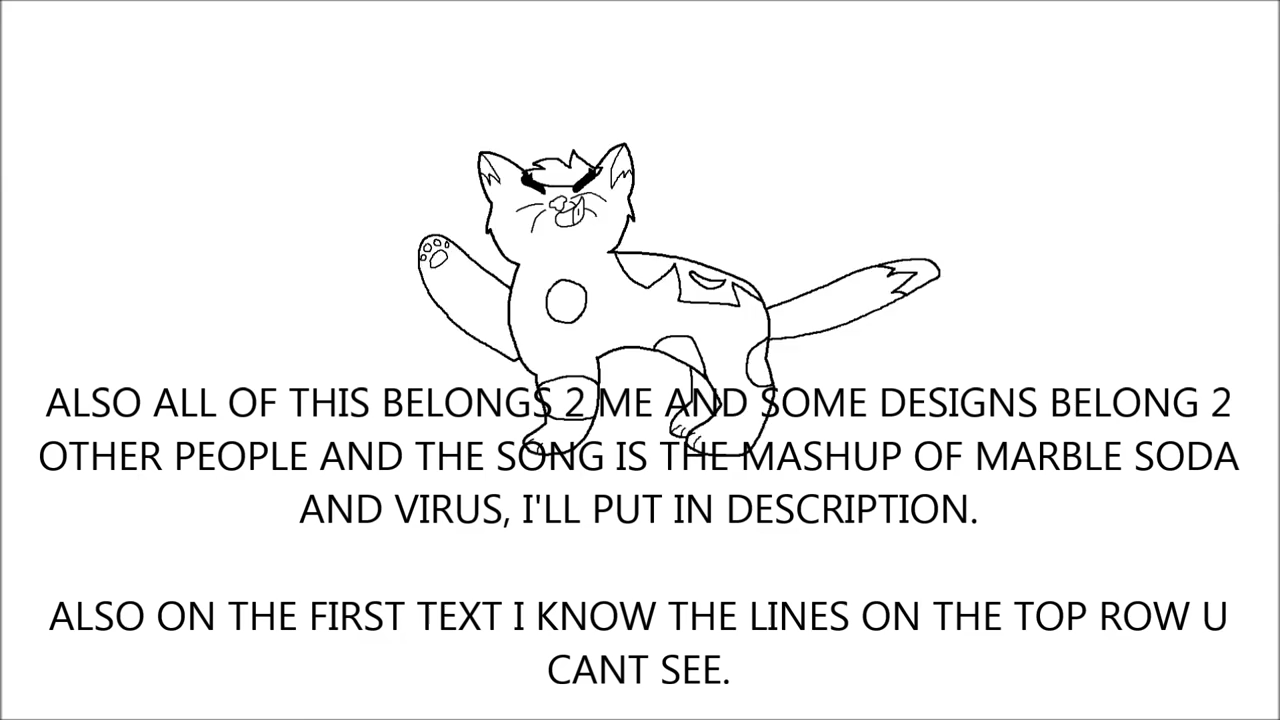 ALSO ALL OF THIS BELONGS 2 ME AND SOME DESIGNS BELONG 2
OTHER PEOPLE AND THE SONG IS THE MASHUP OF MARBLE SODA
AND VIRUS, I'LL PUT IN DESCRIPTION.
ALSO ON THE FIRST TEXT I KNOW THE LINES ON THE TOP ROW U
CANT SEE.